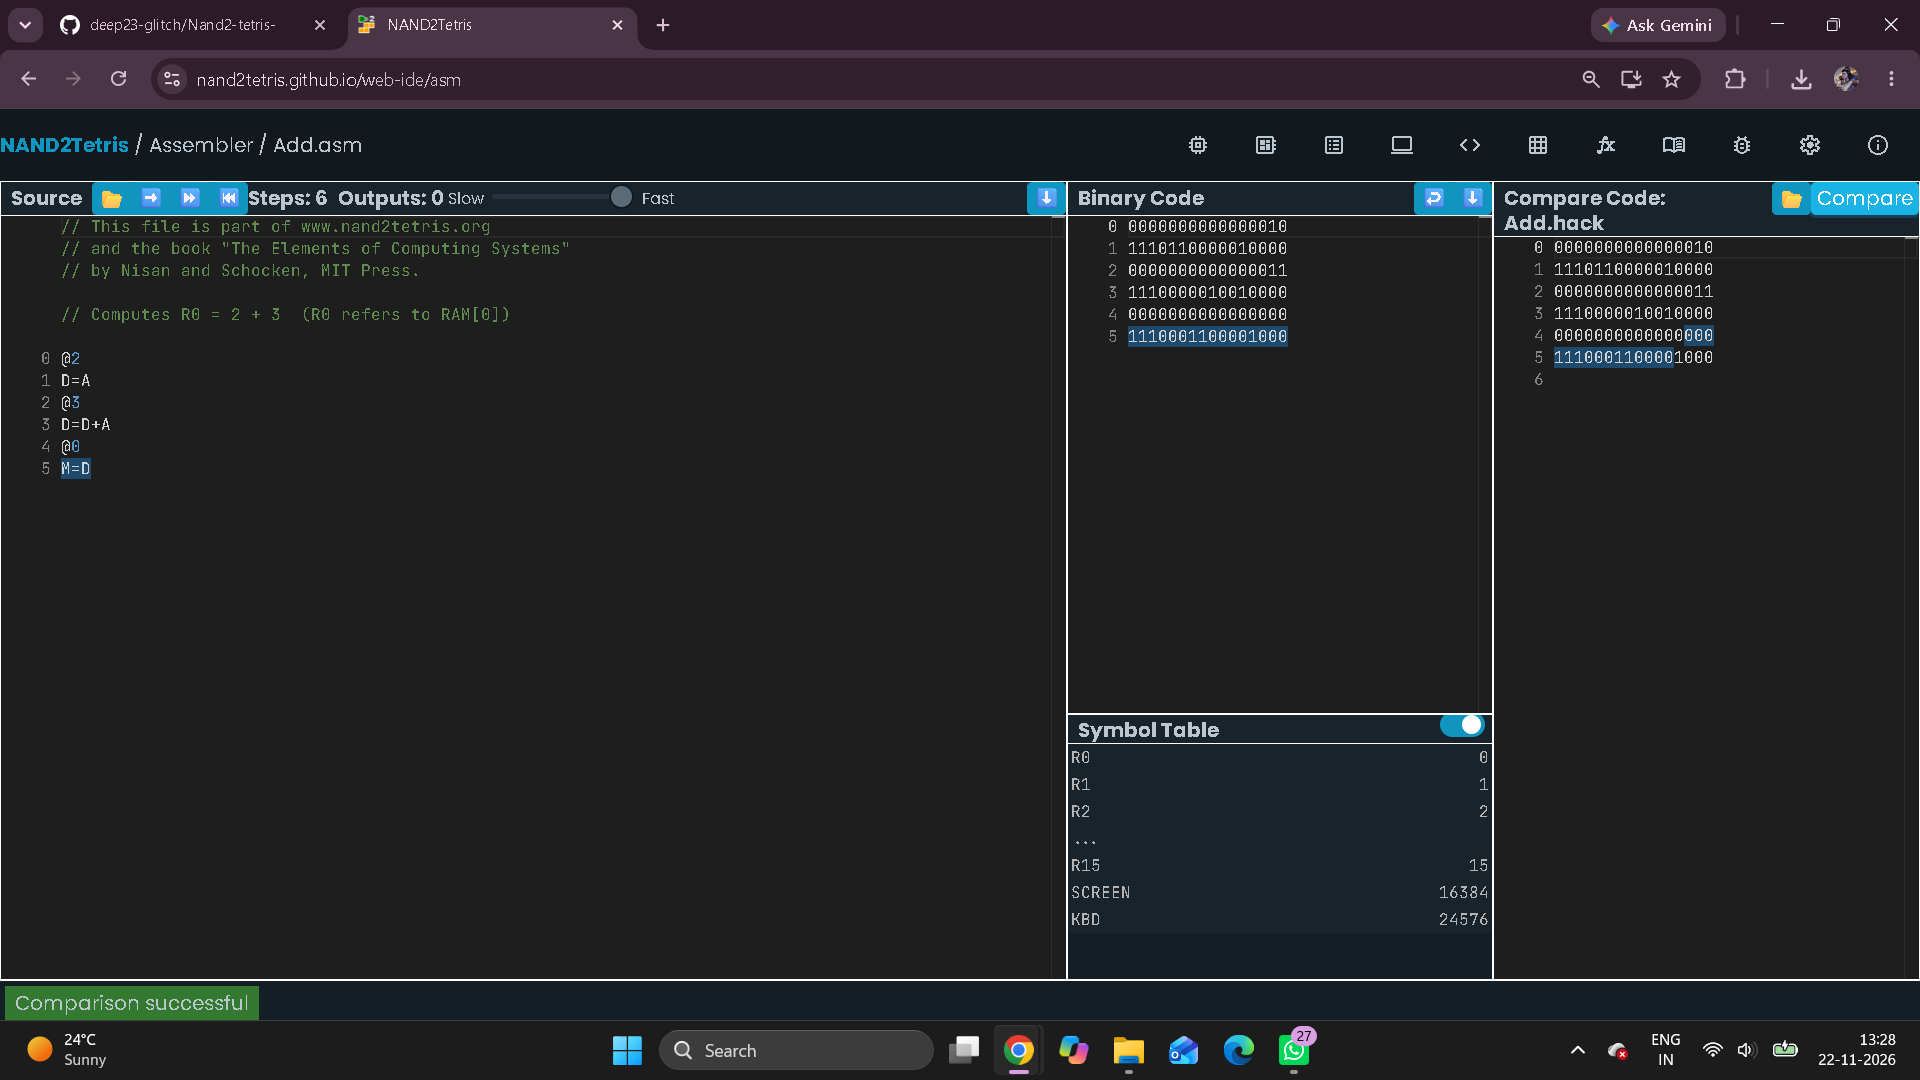 deep23-glitch/Nand2-tetris-
NAND2Tetris
Ask Gemini
nand2tetris.github.io/web-ide/asm
NAND2Tetris / Assembler / Add.asm
Source
Steps: 6 Outputs: 0 Slow
Fast
// This file is part of www.nand2tetris.org
// and the book "The Elements of Computing Systems"
// by Nisan and Schocken, MIT Press.
// Computes R0 = 2 + 3  (R0 refers to RAM[0])
0 @2
1 D=A
2 @3
3 D=D+A
4 @0
5 M=D
Binary Code
0 0000000000000010
1 1110110000010000
2 0000000000000011
3 1110000010010000
4 0000000000000000
5 1110001100001000
Symbol Table
R0 0
R1 1
R2 2
...
R15 15
SCREEN 16384
KBD 24576
Compare Code:
Add.hack
Compare
0 0000000000000010
1 1110110000010000
2 0000000000000011
3 1110000010010000
4 0000000000000000
5 1110001100001000
6
Comparison successful
24°C
Sunny
Search
27
ENG
IN
13:28
22-11-2026